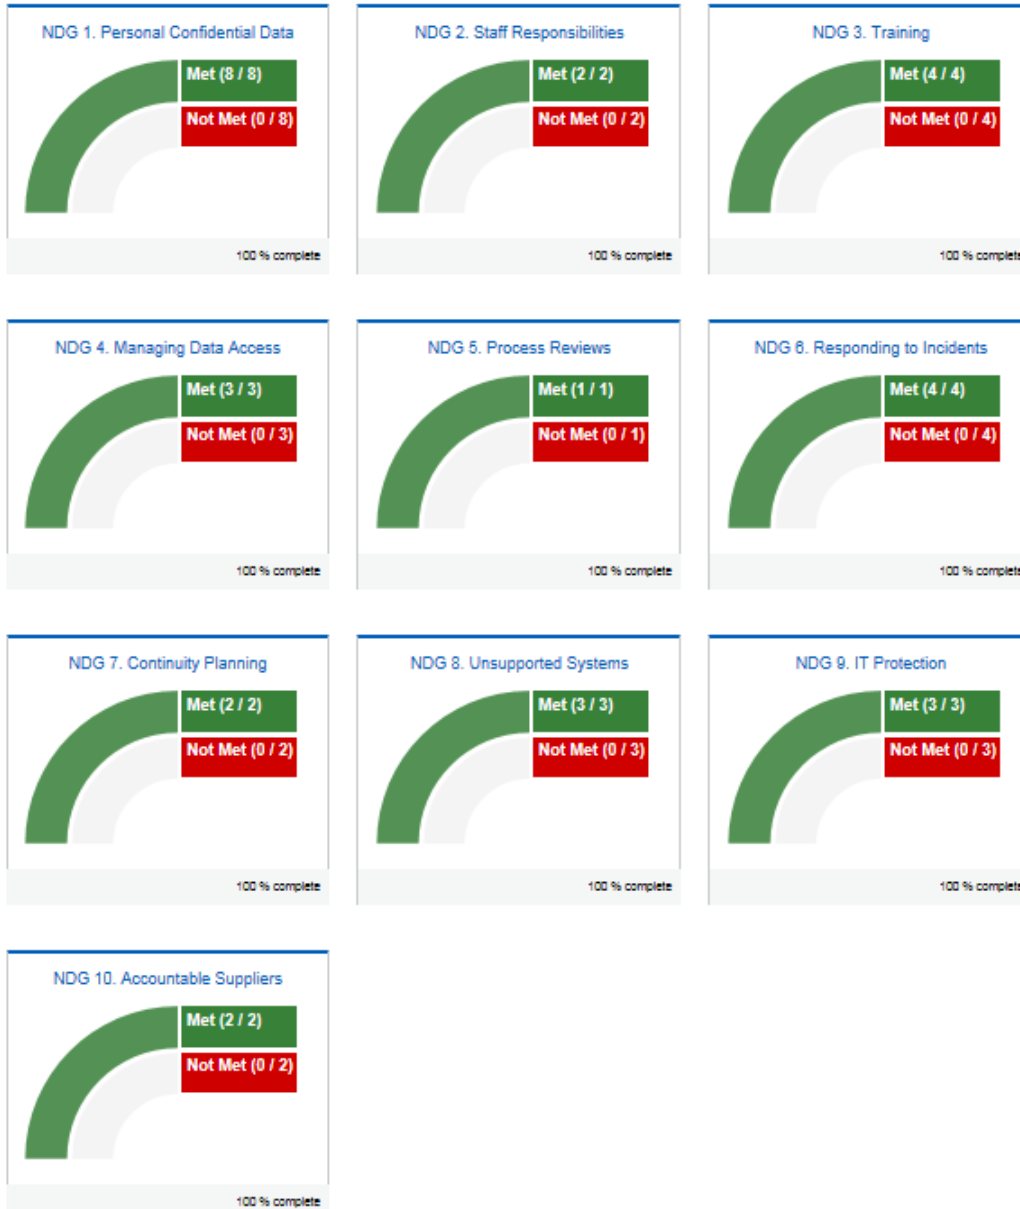 NDG 1. Personal Confidential Data
Met (8 / 8)
Not Met (0 / 8)
100 % complete
NDG 2. Staff Responsibilities
Met (2 / 2)
Not Met (0 / 2)
100 % complete
NDG 3. Training
Met (4 / 4)
Not Met (0 / 4)
100 % complete
NDG 4. Managing Data Access
Met (3 / 3)
Not Met (0 / 3)
100 % complete
NDG 5. Process Reviews
Met (1 / 1)
Not Met (0 / 1)
100 % complete
NDG 6. Responding to Incidents
Met (4 / 4)
Not Met (0 / 4)
100 % complete
NDG 7. Continuity Planning
Met (2 / 2)
Not Met (0 / 2)
100 % complete
NDG 8. Unsupported Systems
Met (3 / 3)
Not Met (0 / 3)
100 % complete
NDG 9. IT Protection
Met (3 / 3)
Not Met (0 / 3)
100 % complete
NDG 10. Accountable Suppliers
Met (2 / 2)
Not Met (0 / 2)
100 % complete